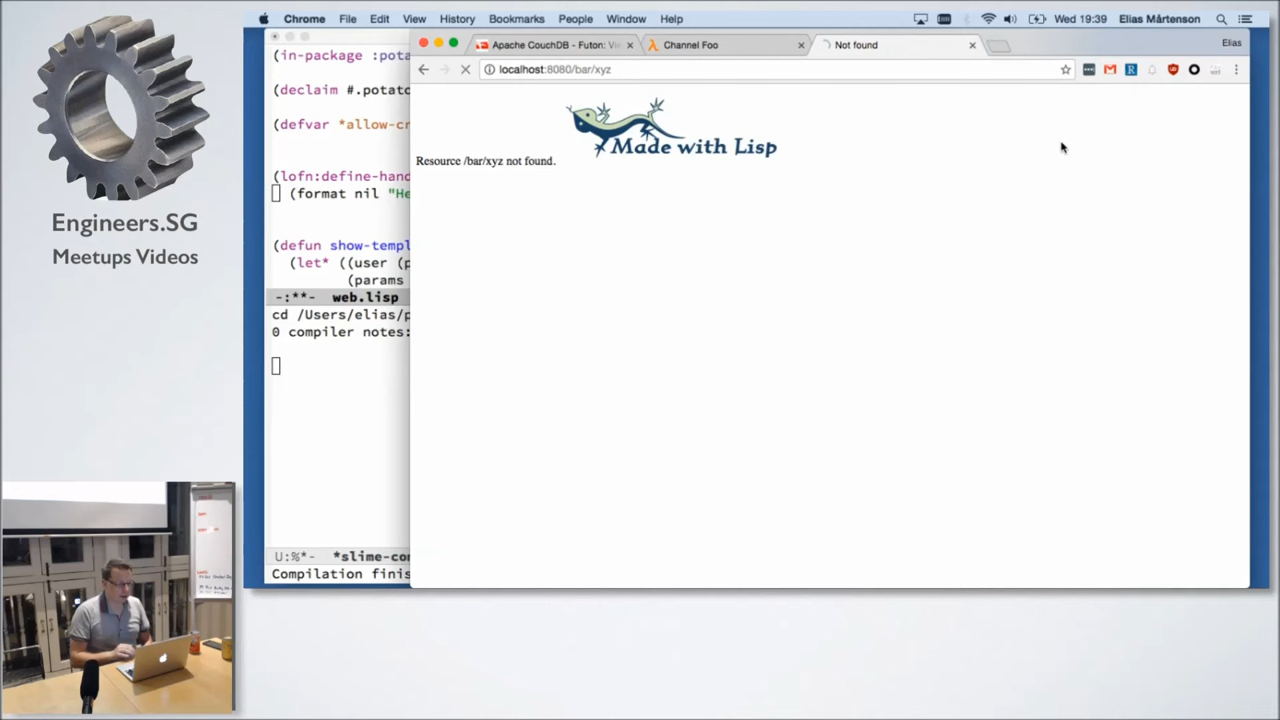 Engineers.SG
Meetups Videos
Chrome File Edit View History Bookmarks People Window Help
Wed 19:39 Elias Mårtenson
Apache CouchDB - Futon: Vi
Channel Foo
Not found
Elias
localhost:8080/bar/xyz
(in-package :pota
(declaim #.potato
(defvar *allow-cr
(lofn:define-hand
(format nil "He
(defun show-templ
(let* ((user (p
(params
-:**- web.lisp
cd /Users/elias/p
0 compiler notes:
U:%*- *slime-com
Compilation finis
Made with Lisp
Resource /bar/xyz not found.